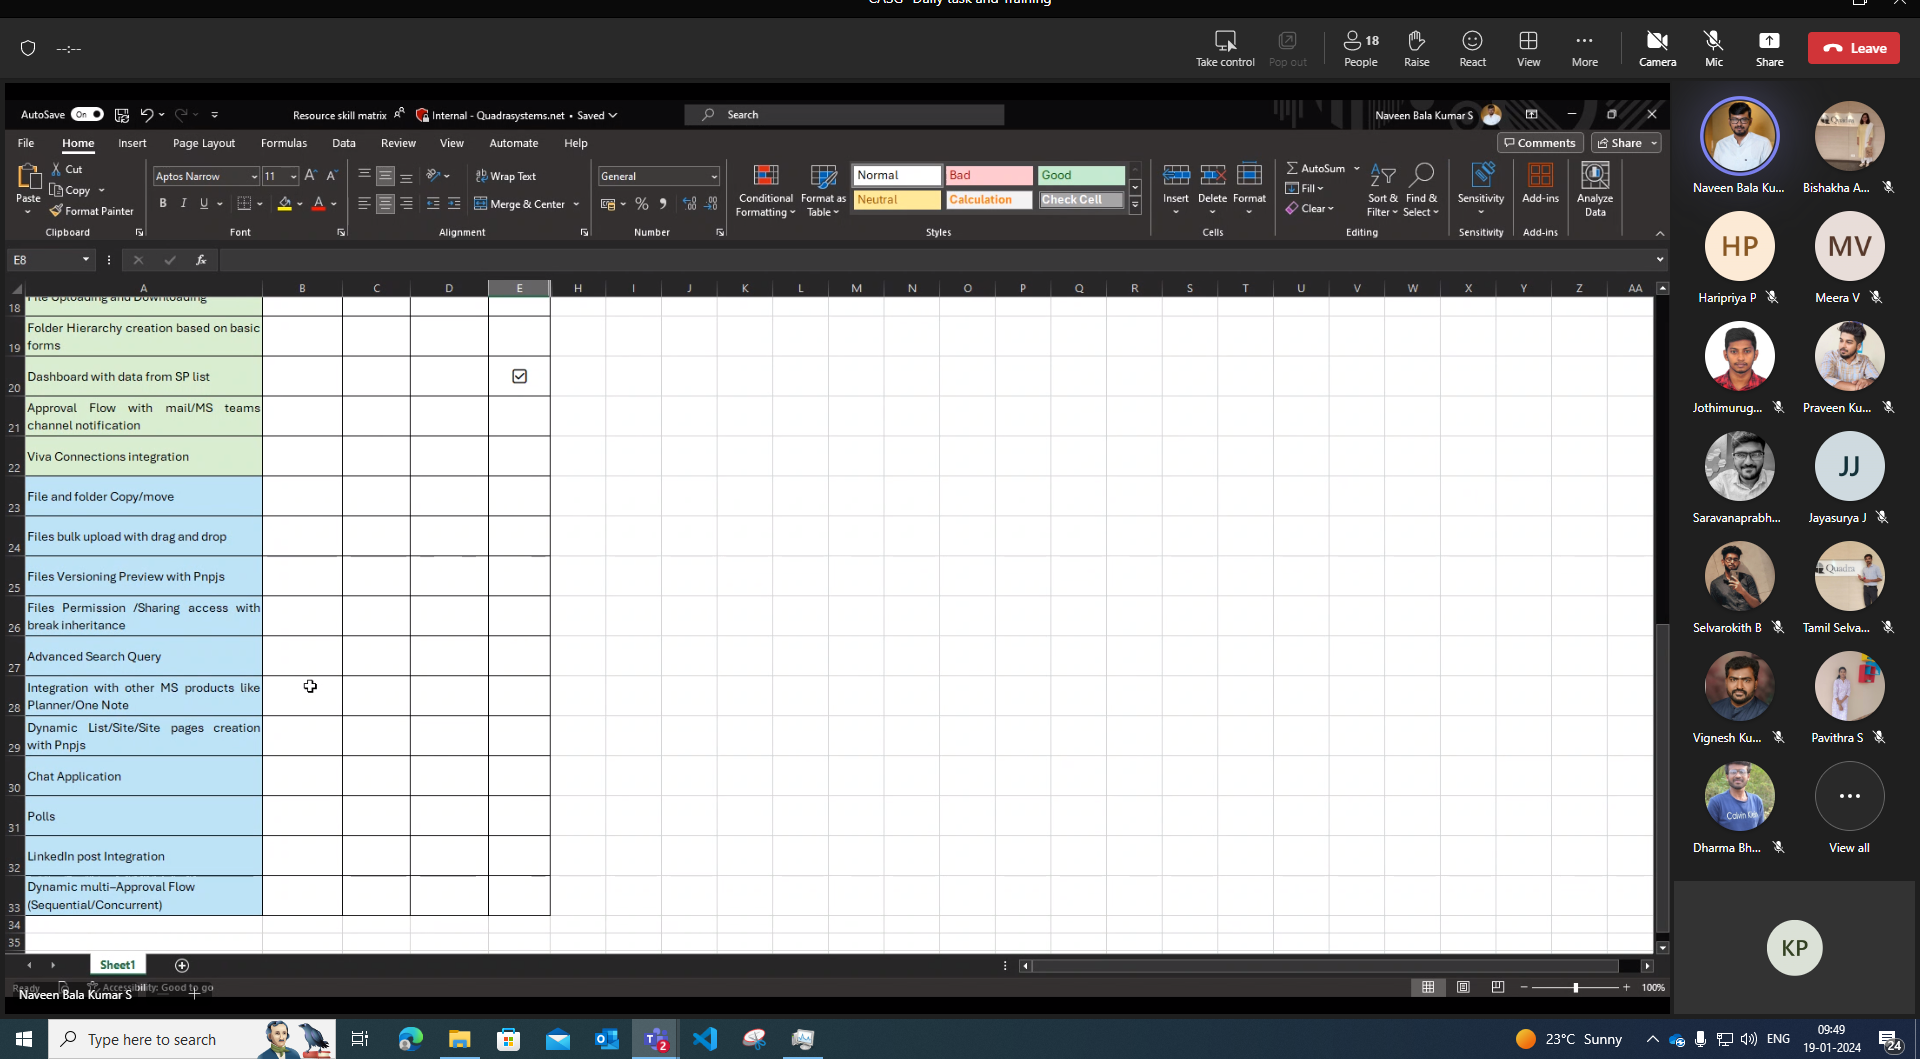 CASG- Daily task and Training
--:--
Take control
Pop out
18
People
Raise
React
View
More
Camera
Mic
Share
Leave
AutoSave On
Resource skill matrix
Internal - Quadrasystems.net • Saved
Search
Naveen Bala Kumar S
File Home Insert Page Layout Formulas Data Review View Automate Help
Comments
Share
Paste
Cut
Copy
Format Painter
Clipboard
Aptos Narrow 11
B I U
Font
Wrap Text
Merge & Center
Alignment
General
Number
Conditional Formatting
Format as Table
Normal Bad Good
Neutral Calculation Check Cell
Styles
Insert Delete Format
Cells
AutoSum
Fill
Clear
Sort & Filter
Find & Select
Editing
Sensitivity
Sensitivity
Add-ins
Add-ins
Analyze Data
E8
fx
A B C D E H I J K L M N O P Q R S T U V W X Y Z AA
18 File Uploading and Downloading
19 Folder Hierarchy creation based on basic
forms
20 Dashboard with data from SP list
21 Approval Flow with mail/MS teams
channel notification
22 Viva Connections integration
23 File and folder Copy/move
24 Files bulk upload with drag and drop
25 Files Versioning Preview with Pnpjs
26 Files Permission /Sharing access with
break inheritance
27 Advanced Search Query
28 Integration with other MS products like
Planner/One Note
29 Dynamic List/Site/Site pages creation
with Pnpjs
30 Chat Application
31 Polls
32 LinkedIn post Integration
33 Dynamic multi–Approval Flow
(Sequential/Concurrent)
34
35
Sheet1
Ready
Accessibility: Good to go
100%
Naveen Bala Kumar S
Naveen Bala Ku...
Quadra
Bishakha A...
HP
Haripriya P
MV
Meera V
Jothimurug...
Praveen Ku...
Saravanaprabh...
JJ
Jayasurya J
Selvarokith B
Quadra
Tamil Selva...
Vignesh Ku...
Pavithra S
Dharma Bh...
View all
KP
Type here to search
2
23°C Sunny
ENG
09:49
19-01-2024
24